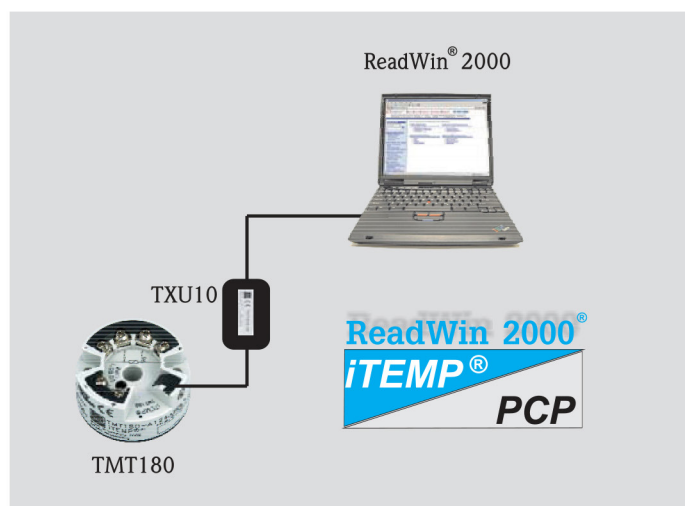 ReadWin® 2000
TXU10
ReadWin 2000®
iTEMP®
PCP
TMT180